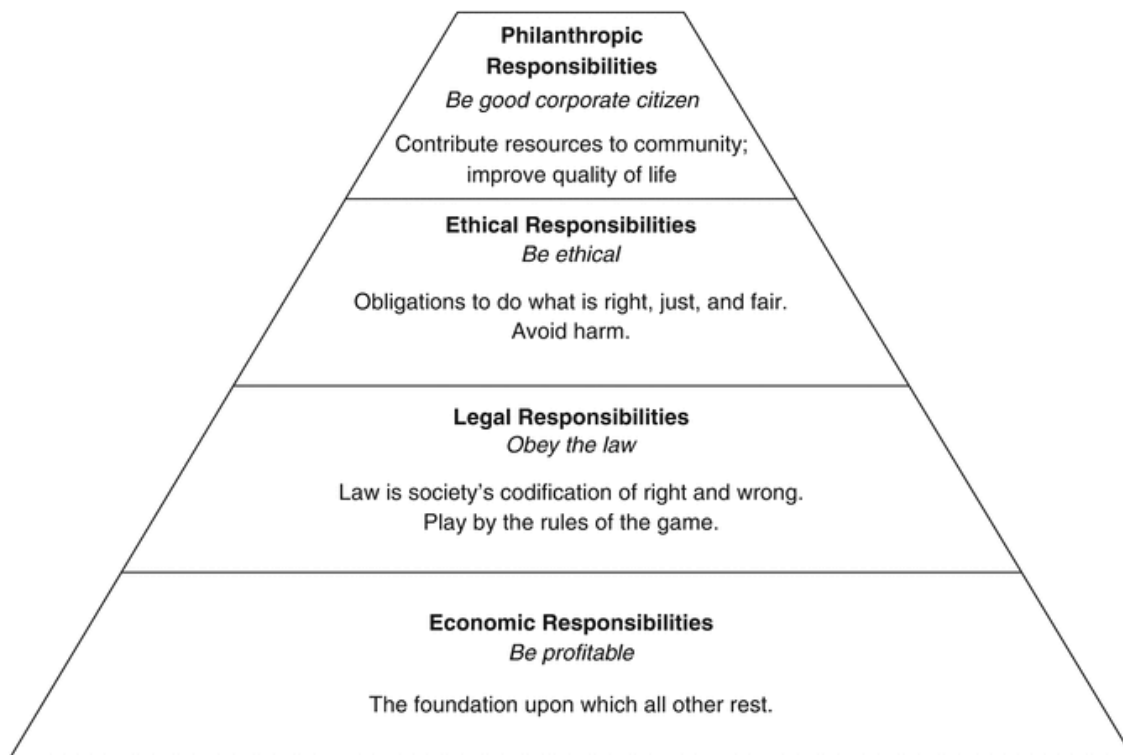 Philanthropic
Responsibilities
Be good corporate citizen
Contribute resources to community;
improve quality of life
Ethical Responsibilities
Be ethical
Obligations to do what is right, just, and fair.
Avoid harm.
Legal Responsibilities
Obey the law
Law is society’s codification of right and wrong.
Play by the rules of the game.
Economic Responsibilities
Be profitable
The foundation upon which all other rest.